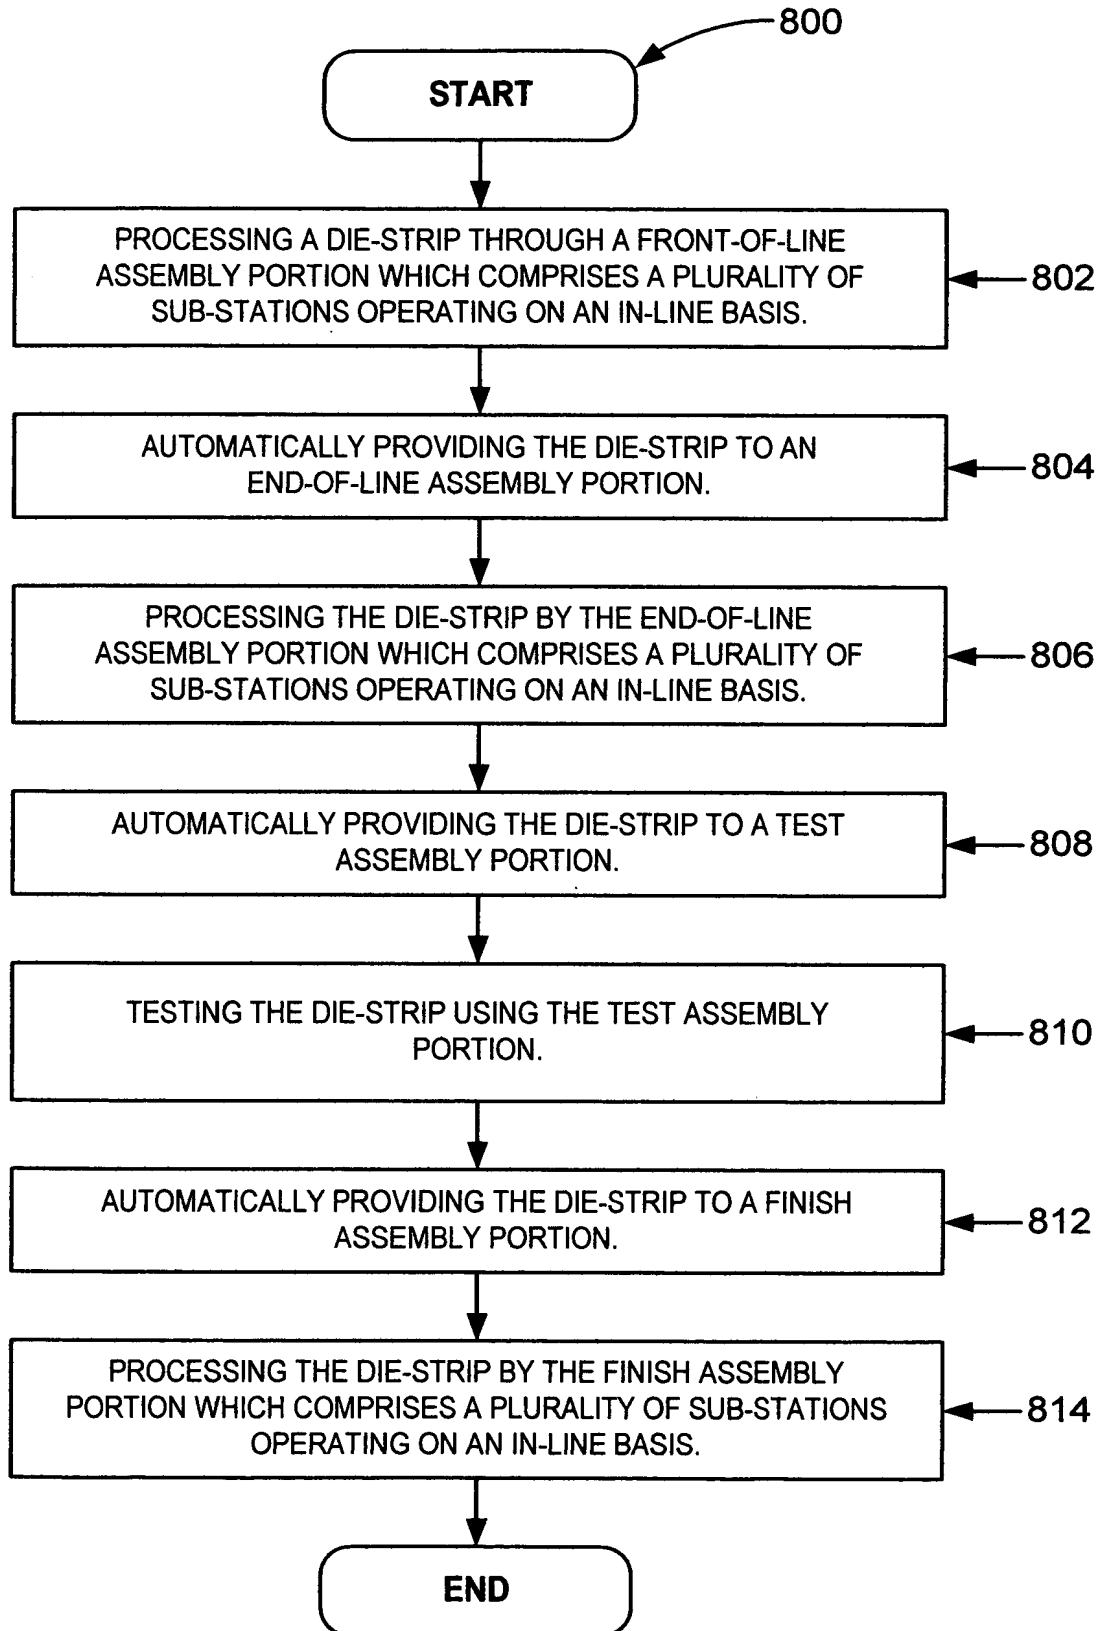 800
START
PROCESSING A DIE-STRIP THROUGH A FRONT-OF-LINE
ASSEMBLY PORTION WHICH COMPRISES A PLURALITY OF
SUB-STATIONS OPERATING ON AN IN-LINE BASIS.
802
AUTOMATICALLY PROVIDING THE DIE-STRIP TO AN
END-OF-LINE ASSEMBLY PORTION.
804
PROCESSING THE DIE-STRIP BY THE END-OF-LINE
ASSEMBLY PORTION WHICH COMPRISES A PLURALITY OF
SUB-STATIONS OPERATING ON AN IN-LINE BASIS.
806
AUTOMATICALLY PROVIDING THE DIE-STRIP TO A TEST
ASSEMBLY PORTION.
808
TESTING THE DIE-STRIP USING THE TEST ASSEMBLY
PORTION.
810
AUTOMATICALLY PROVIDING THE DIE-STRIP TO A FINISH
ASSEMBLY PORTION.
812
PROCESSING THE DIE-STRIP BY THE FINISH ASSEMBLY
PORTION WHICH COMPRISES A PLURALITY OF SUB-STATIONS
OPERATING ON AN IN-LINE BASIS.
814
END